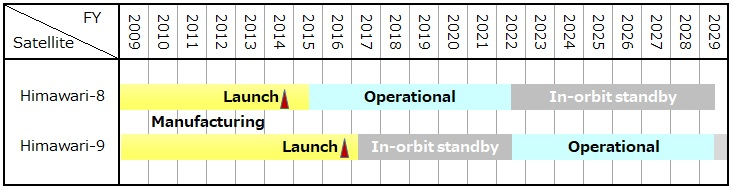 FY
Satellite
2009 2010 2011 2012 2013 2014 2015 2016 2017 2018 2019 2020 2021 2022 2023 2024 2025 2026 2027 2028 2029
Himawari-8 Launch Operational In-orbit standby
Manufacturing
Himawari-9 Launch In-orbit standby Operational